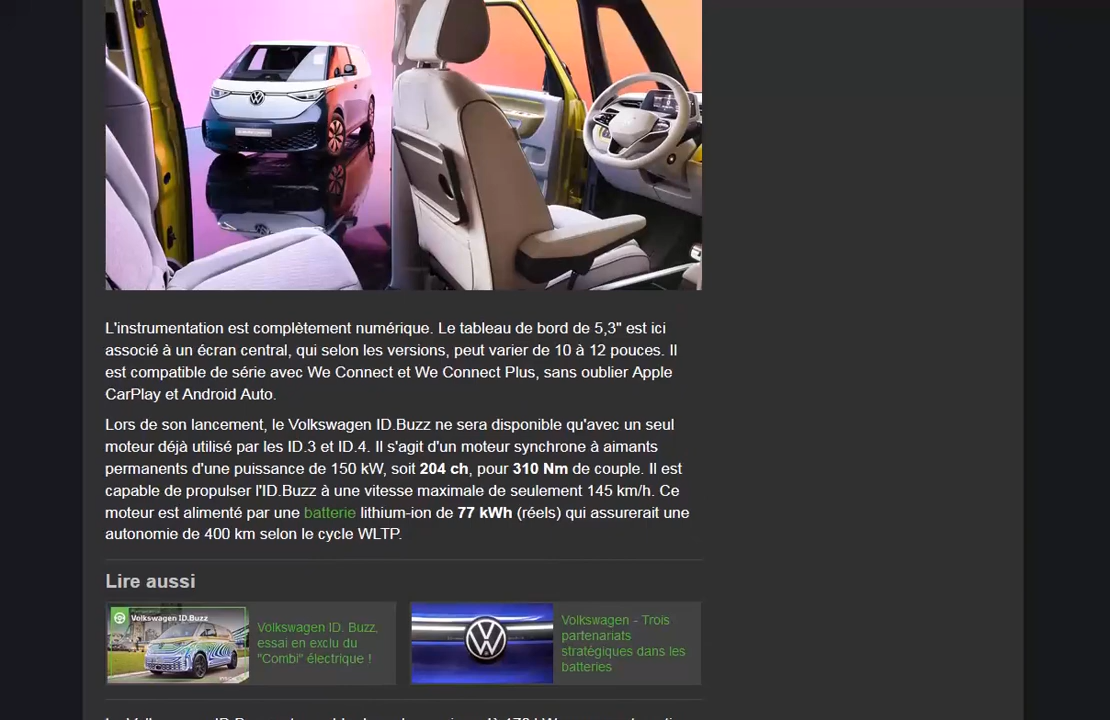 L'instrumentation est complètement numérique. Le tableau de bord de 5,3" est ici
associé à un écran central, qui selon les versions, peut varier de 10 à 12 pouces. Il
est compatible de série avec We Connect et We Connect Plus, sans oublier Apple
CarPlay et Android Auto.
Lors de son lancement, le Volkswagen ID.Buzz ne sera disponible qu'avec un seul
moteur déjà utilisé par les ID.3 et ID.4. Il s'agit d'un moteur synchrone à aimants
permanents d'une puissance de 150 kW, soit 204 ch, pour 310 Nm de couple. Il est
capable de propulser l'ID.Buzz à une vitesse maximale de seulement 145 km/h. Ce
moteur est alimenté par une batterie lithium-ion de 77 kWh (réels) qui assurerait une
autonomie de 400 km selon le cycle WLTP.
Lire aussi
Volkswagen ID.Buzz
Volkswagen ID. Buzz,
essai en exclu du
"Combi" électrique !
Volkswagen - Trois
partenariats
stratégiques dans les
batteries